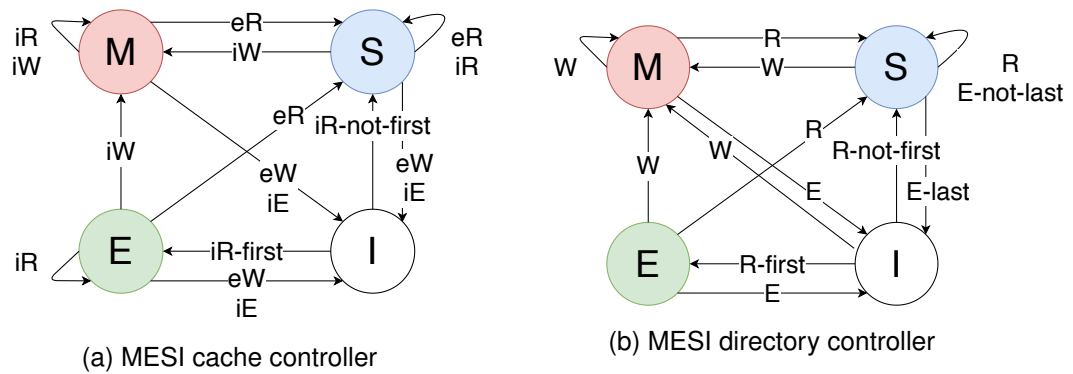 iR
iW
M
eR
iW
S
eR
iR
eR
iR-not-first
iW
eW
iE
eW
iE
iR
E
iR-first
eW
iE
I
(a) MESI cache controller
W
M
R
W
S
R
E-not-last
R
R-not-first
W
W
E
E-last
E
R-first
E
I
(b) MESI directory controller